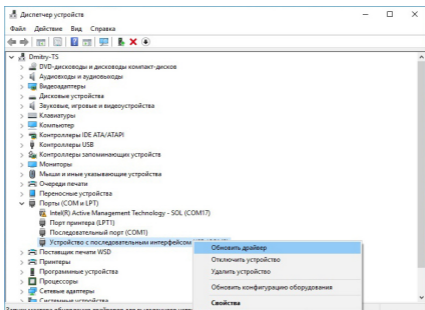 Диспетчер устройств
Файл Действие Вид Справка
Dmitry-TS
DVD-дисководы и дисководы компакт-дисков
Аудиовходы и аудиовыходы
Видеоадаптеры
Дисковые устройства
Звуковые, игровые и видеоустройства
Клавиатуры
Компьютер
Контроллеры IDE ATA/ATAPI
Контроллеры USB
Контроллеры запоминающих устройств
Мониторы
Мыши и иные указывающие устройства
Очереди печати
Переносные устройства
Порты (COM и LPT)
Intel(R) Active Management Technology - SOL (COM17)
Порт принтера (LPT1)
Последовательный порт (COM1)
Устройство с последовательным интерфейсом
Обновить драйвер
Отключить устройство
Удалить устройство
Обновить конфигурацию оборудования
Свойства
Поставщик печати WSD
Принтеры
Программные устройства
Процессоры
Сетевые адаптеры
Системные устройства